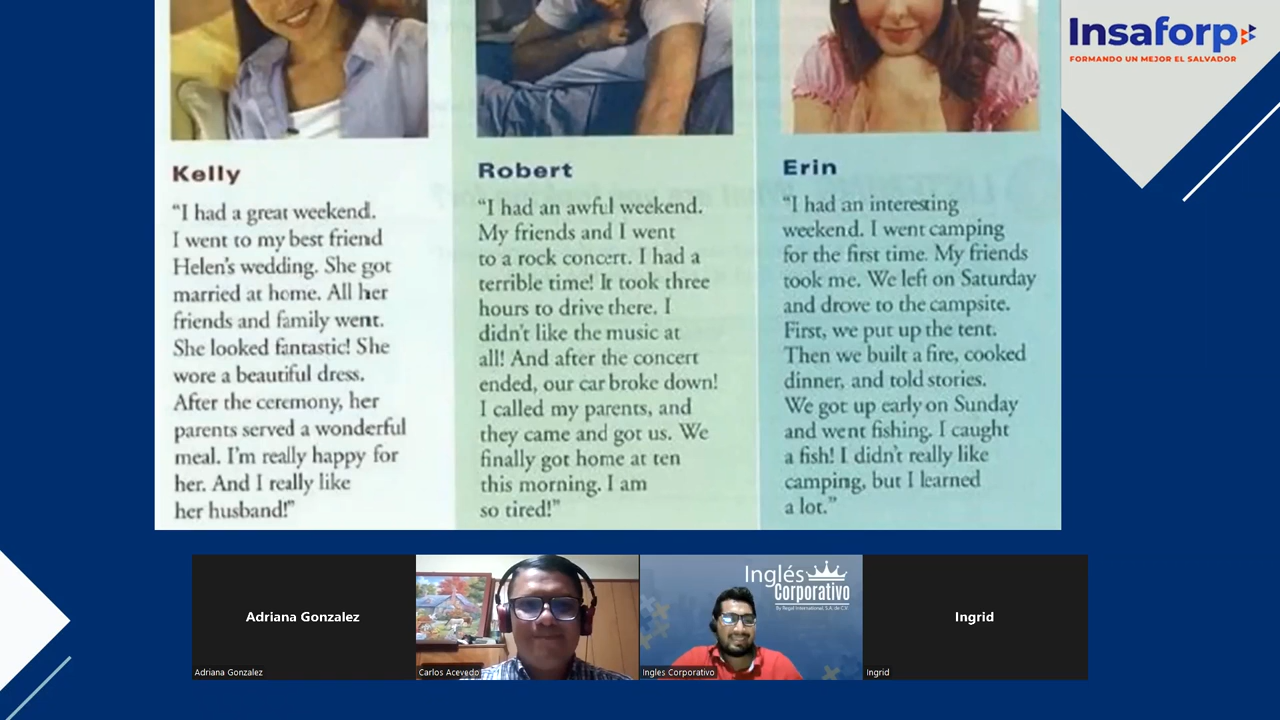 Insaforp
FORMANDO UN MEJOR EL SALVADOR
Kelly
"I had a great weekend.
I went to my best friend
Helen's wedding. She got
married at home. All her
friends and family went.
She looked fantastic! She
wore a beautiful dress.
After the ceremony, her
parents served a wonderful
meal. I'm really happy for
her. And I really like
her husband!"
Robert
"I had an awful weekend.
My friends and I went
to a rock concert. I had a
terrible time! It took three
hours to drive there. I
didn't like the music at
all! And after the concert
ended, our car broke down!
I called my parents, and
they came and got us. We
finally got home at ten
this morning. I am
so tired!"
Erin
"I had an interesting
weekend. I went camping
for the first time. My friends
took me. We left on Saturday
and drove to the campsite.
First, we put up the tent.
Then we built a fire, cooked
dinner, and told stories.
We got up early on Sunday
and went fishing. I caught
a fish! I didn't really like
camping, but I learned
a lot."
Adriana Gonzalez
Adriana Gonzalez
Carlos Acevedo
Inglés
Corporativo
By Regal International, S.A. de C.V.
Ingles Corporativo
Ingrid
Ingrid